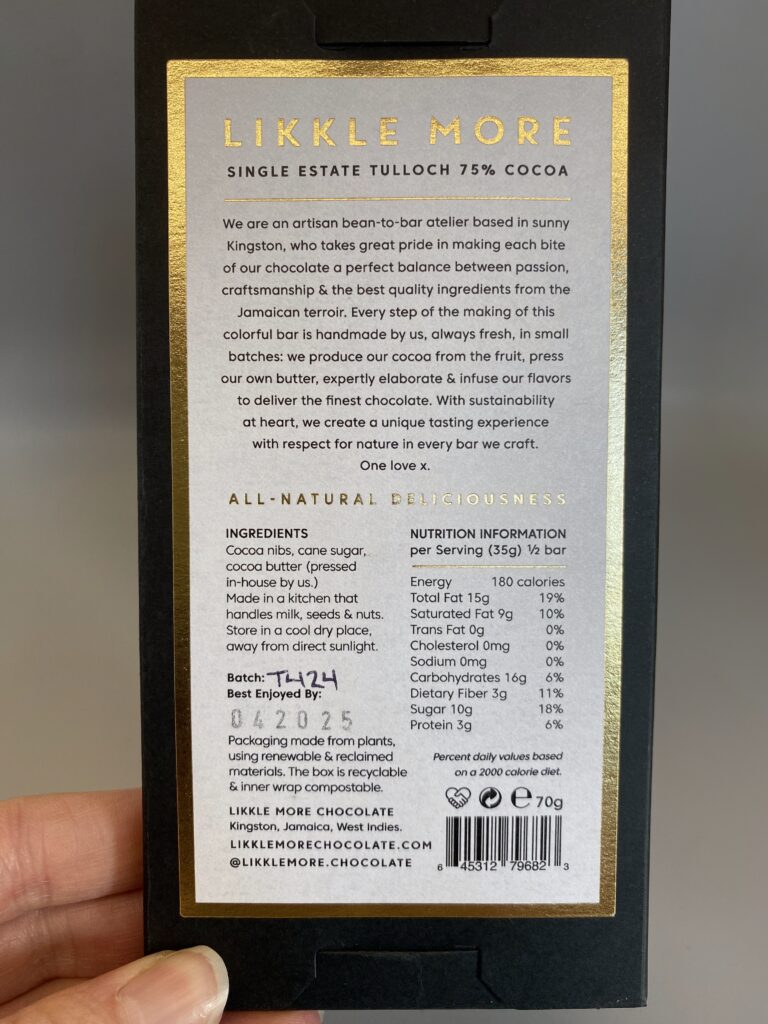 LIKKLE MORE
SINGLE ESTATE TULLOCH 75% COCOA
We are an artisan bean-to-bar atelier based in sunny
Kingston, who takes great pride in making each bite
of our chocolate a perfect balance between passion,
craftsmanship & the best quality ingredients from the
Jamaican terroir. Every step of the making of this
colorful bar is handmade by us, always fresh, in small
batches: we produce our cocoa from the fruit, press
our own butter, expertly elaborate & infuse our flavors
to deliver the finest chocolate. With sustainability
at heart, we create a unique tasting experience
with respect for nature in every bar we craft.
One love x.
ALL-NATURAL DELICIOUSNESS
INGREDIENTS
Cocoa nibs, cane sugar,
cocoa butter (pressed
in-house by us.)
Made in a kitchen that
handles milk, seeds & nuts.
Store in a cool dry place,
away from direct sunlight.
Batch: T424
Best Enjoyed By:
042025
Packaging made from plants,
using renewable & reclaimed
materials. The box is recyclable
& inner wrap compostable.
LIKKLE MORE CHOCOLATE
Kingston, Jamaica, West Indies.
LIKKLEMORECHOCOLATE.COM
@LIKKLEMORE.CHOCOLATE
NUTRITION INFORMATION
per Serving (35g) ½ bar
Energy 180 calories
Total Fat 15g 19%
Saturated Fat 9g 10%
Trans Fat 0g 0%
Cholesterol 0mg 0%
Sodium 0mg 0%
Carbohydrates 16g 6%
Dietary Fiber 3g 11%
Sugar 10g 18%
Protein 3g 6%
Percent daily values based
on a 2000 calorie diet.
℮ 70g
6 45312 79682 3